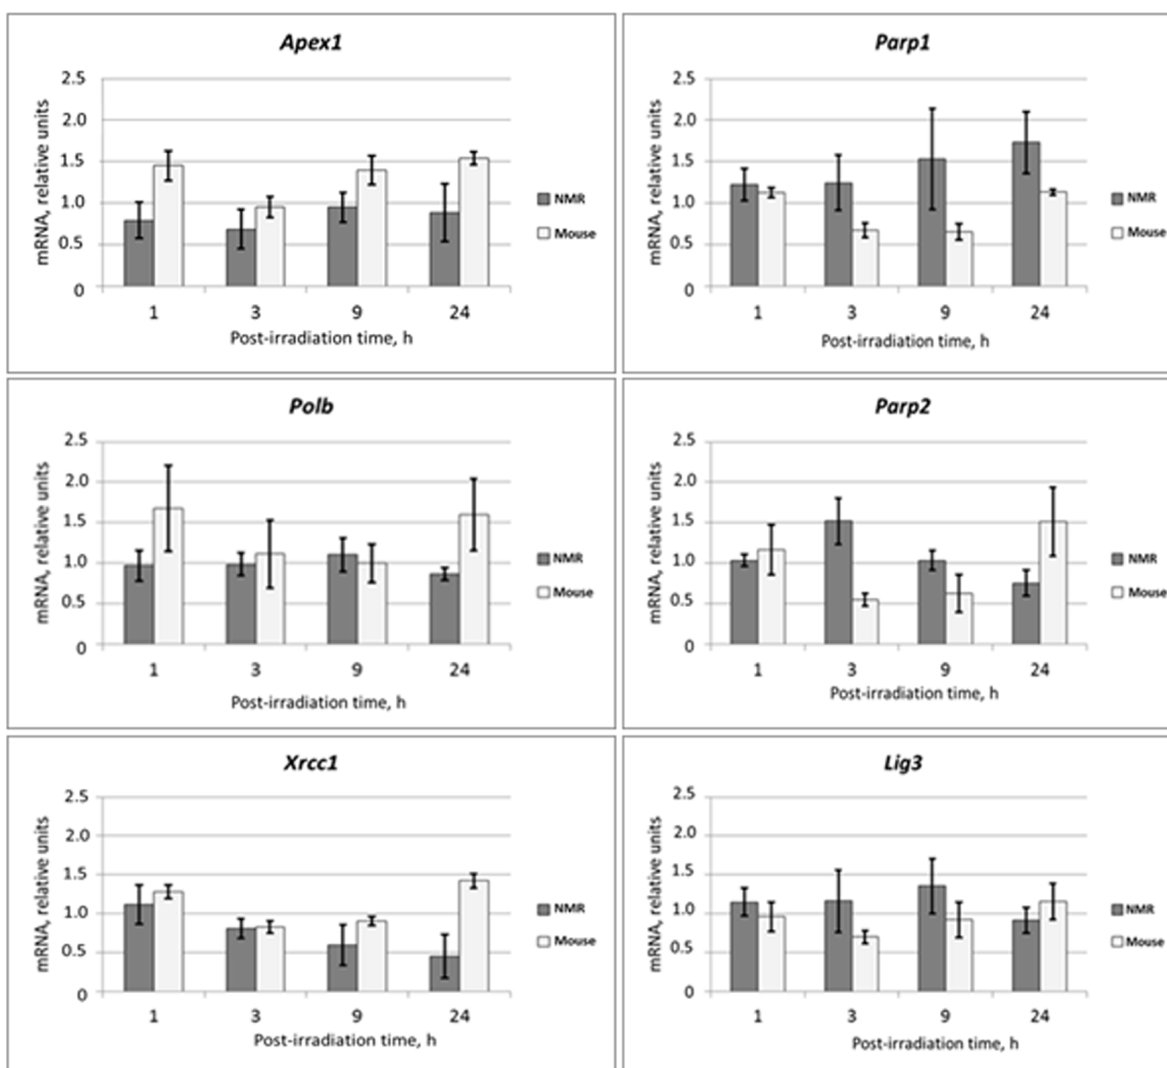 Apex1
mRNA, relative units
2.5
2.0
1.5
1.0
0.5
0
1 3 9 24
Post-irradiation time, h
NMR
Mouse
Parp1
mRNA, relative units
2.5
2.0
1.5
1.0
0.5
0
1 3 9 24
Post-irradiation time, h
NMR
Mouse
Polb
mRNA, relative units
2.5
2.0
1.5
1.0
0.5
0
1 3 9 24
Post-irradiation time, h
NMR
Mouse
Parp2
mRNA, relative units
2.5
2.0
1.5
1.0
0.5
0
1 3 9 24
Post-irradiation time, h
NMR
Mouse
Xrcc1
mRNA, relative units
2.5
2.0
1.5
1.0
0.5
0
1 3 9 24
Post-irradiation time, h
NMR
Mouse
Lig3
mRNA, relative units
2.5
2.0
1.5
1.0
0.5
0
1 3 9 24
Post-irradiation time, h
NMR
Mouse